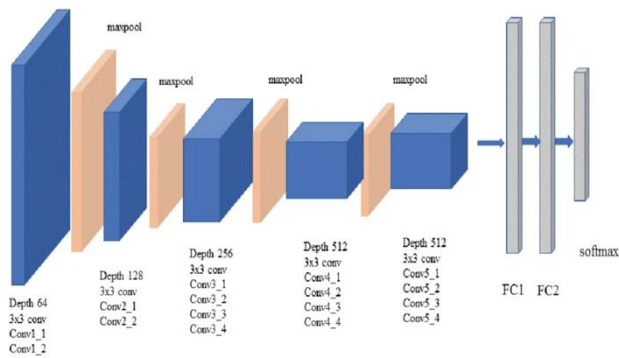 maxpool
maxpool
maxpool
maxpool
Depth 64
3x3 conv
Conv1_1
Conv1_2
Depth 128
3x3 conv
Conv2_1
Conv2_2
Depth 256
3x3 conv
Conv3_1
Conv3_2
Conv3_3
Conv3_4
Depth 512
3x3 conv
Conv4_1
Conv4_2
Conv4_3
Conv4_4
Depth 512
3x3 conv
Conv5_1
Conv5_2
Conv5_3
Conv5_4
FC1
FC2
softmax